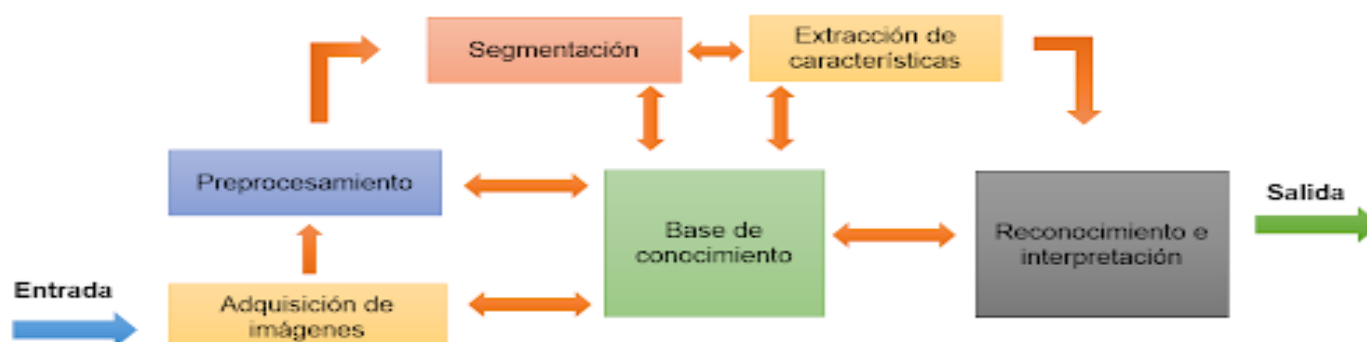 Segmentación
Extracción de
características
Preprocesamiento
Base de
conocimiento
Reconocimiento e
interpretación
Salida
Entrada
Adquisición de
imágenes